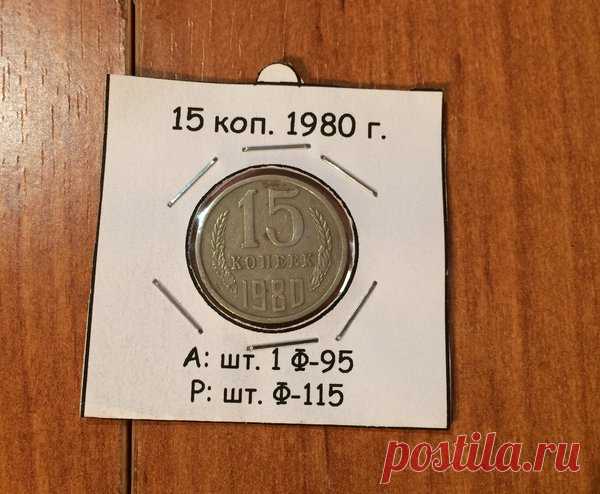 15 коп. 1980 г.
15
КОПЕЕК
1980
А: шт. 1 Ф-95
Р: шт. Ф-115
postila.ru